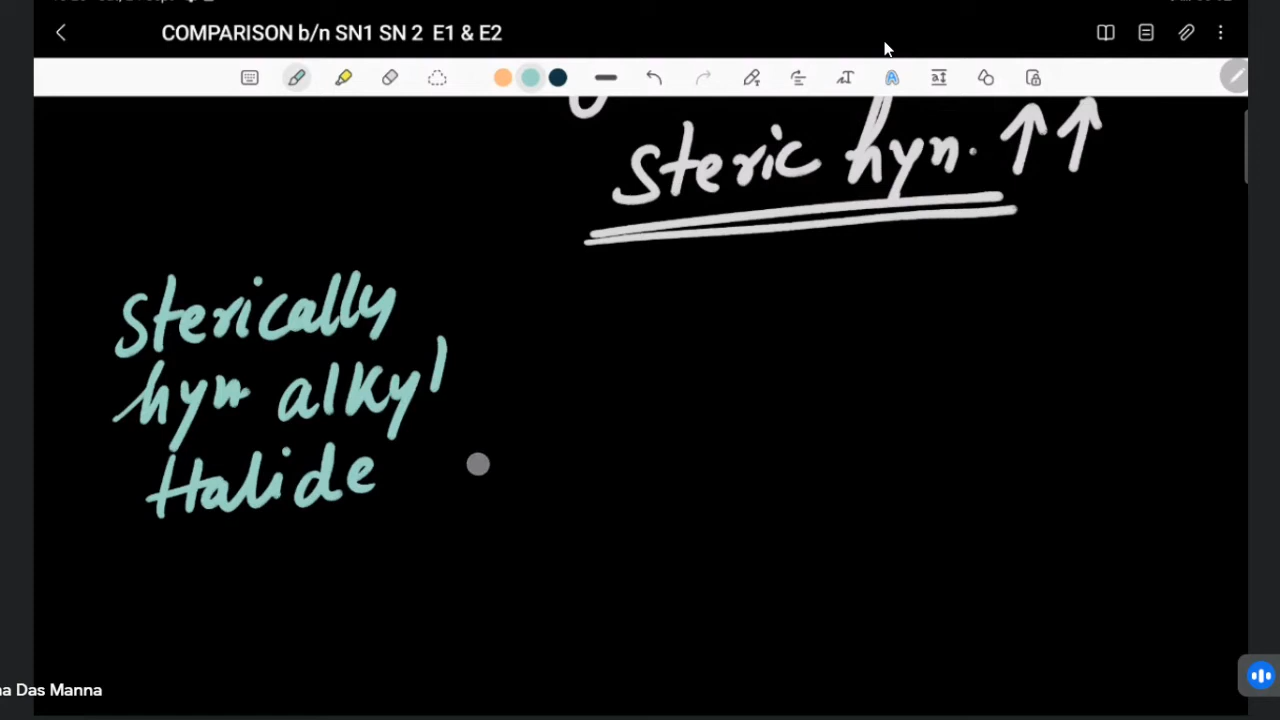 COMPARISON b/n SN1 SN 2 E1 & E2
steric hyn. ↑↑
Sterically
hyn alkyl
Halide
a Das Manna